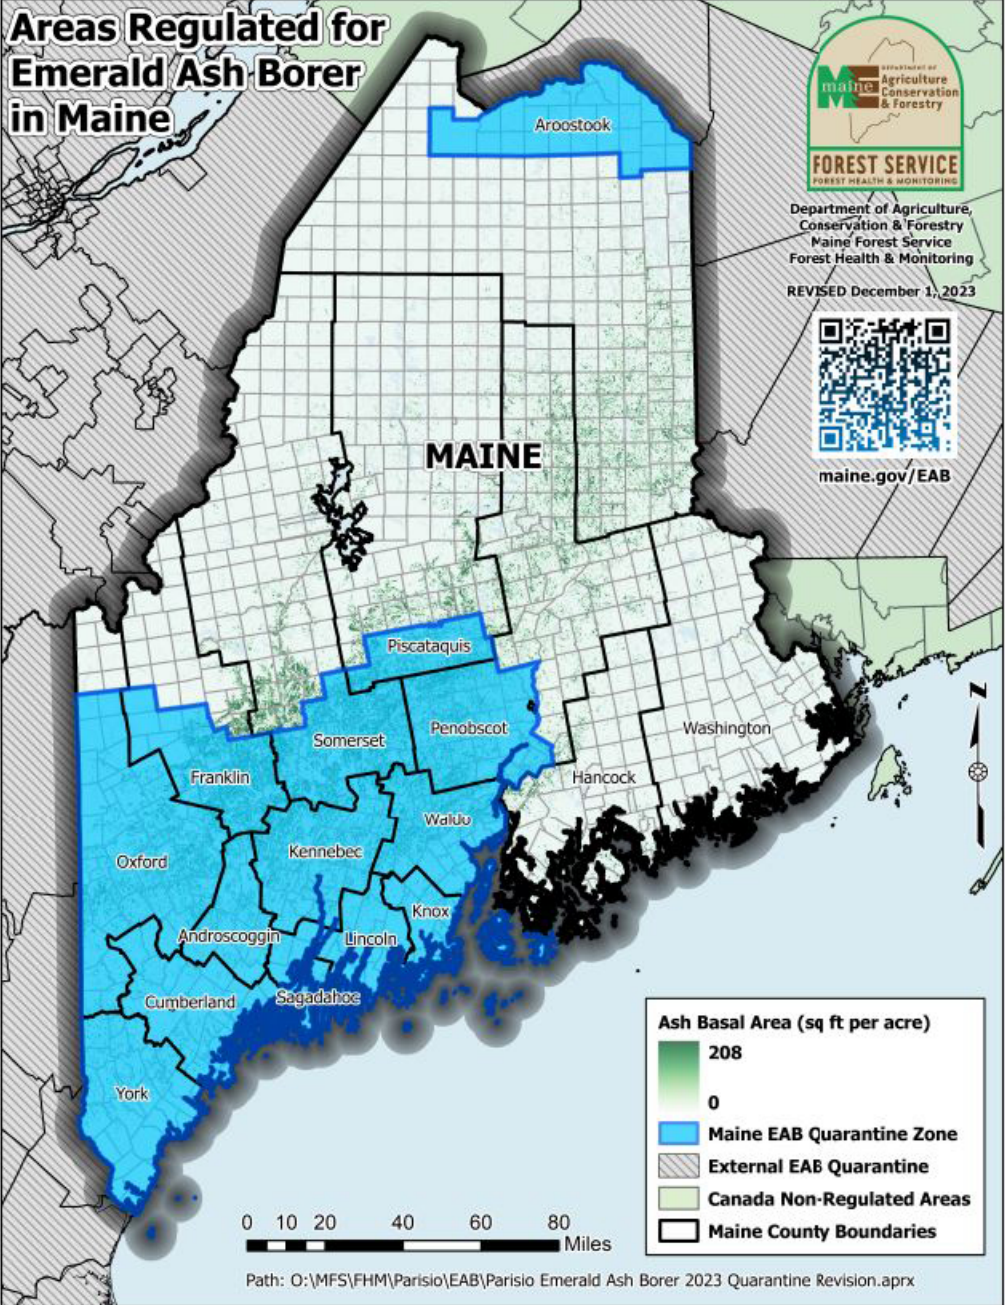 Areas Regulated for
Emerald Ash Borer
in Maine
DEPARTMENT OF
maine
Agriculture
Conservation
& Forestry
FOREST SERVICE
FOREST HEALTH & MONITORING
Department of Agriculture,
Conservation & Forestry
Maine Forest Service
Forest Health & Monitoring
REVISED December 1, 2023
maine.gov/EAB
Aroostook
MAINE
Piscataquis
Penobscot
Somerset
Washington
Franklin
Hancock
Waldo
Kennebec
Oxford
Knox
Androscoggin
Lincoln
Sagadahoc
Cumberland
York
N
Ash Basal Area (sq ft per acre)
208
0
Maine EAB Quarantine Zone
External EAB Quarantine
Canada Non-Regulated Areas
Maine County Boundaries
0 10 20 40 60 80
Miles
Path: O:\MFS\FHM\Parisio\EAB\Parisio Emerald Ash Borer 2023 Quarantine Revision.aprx